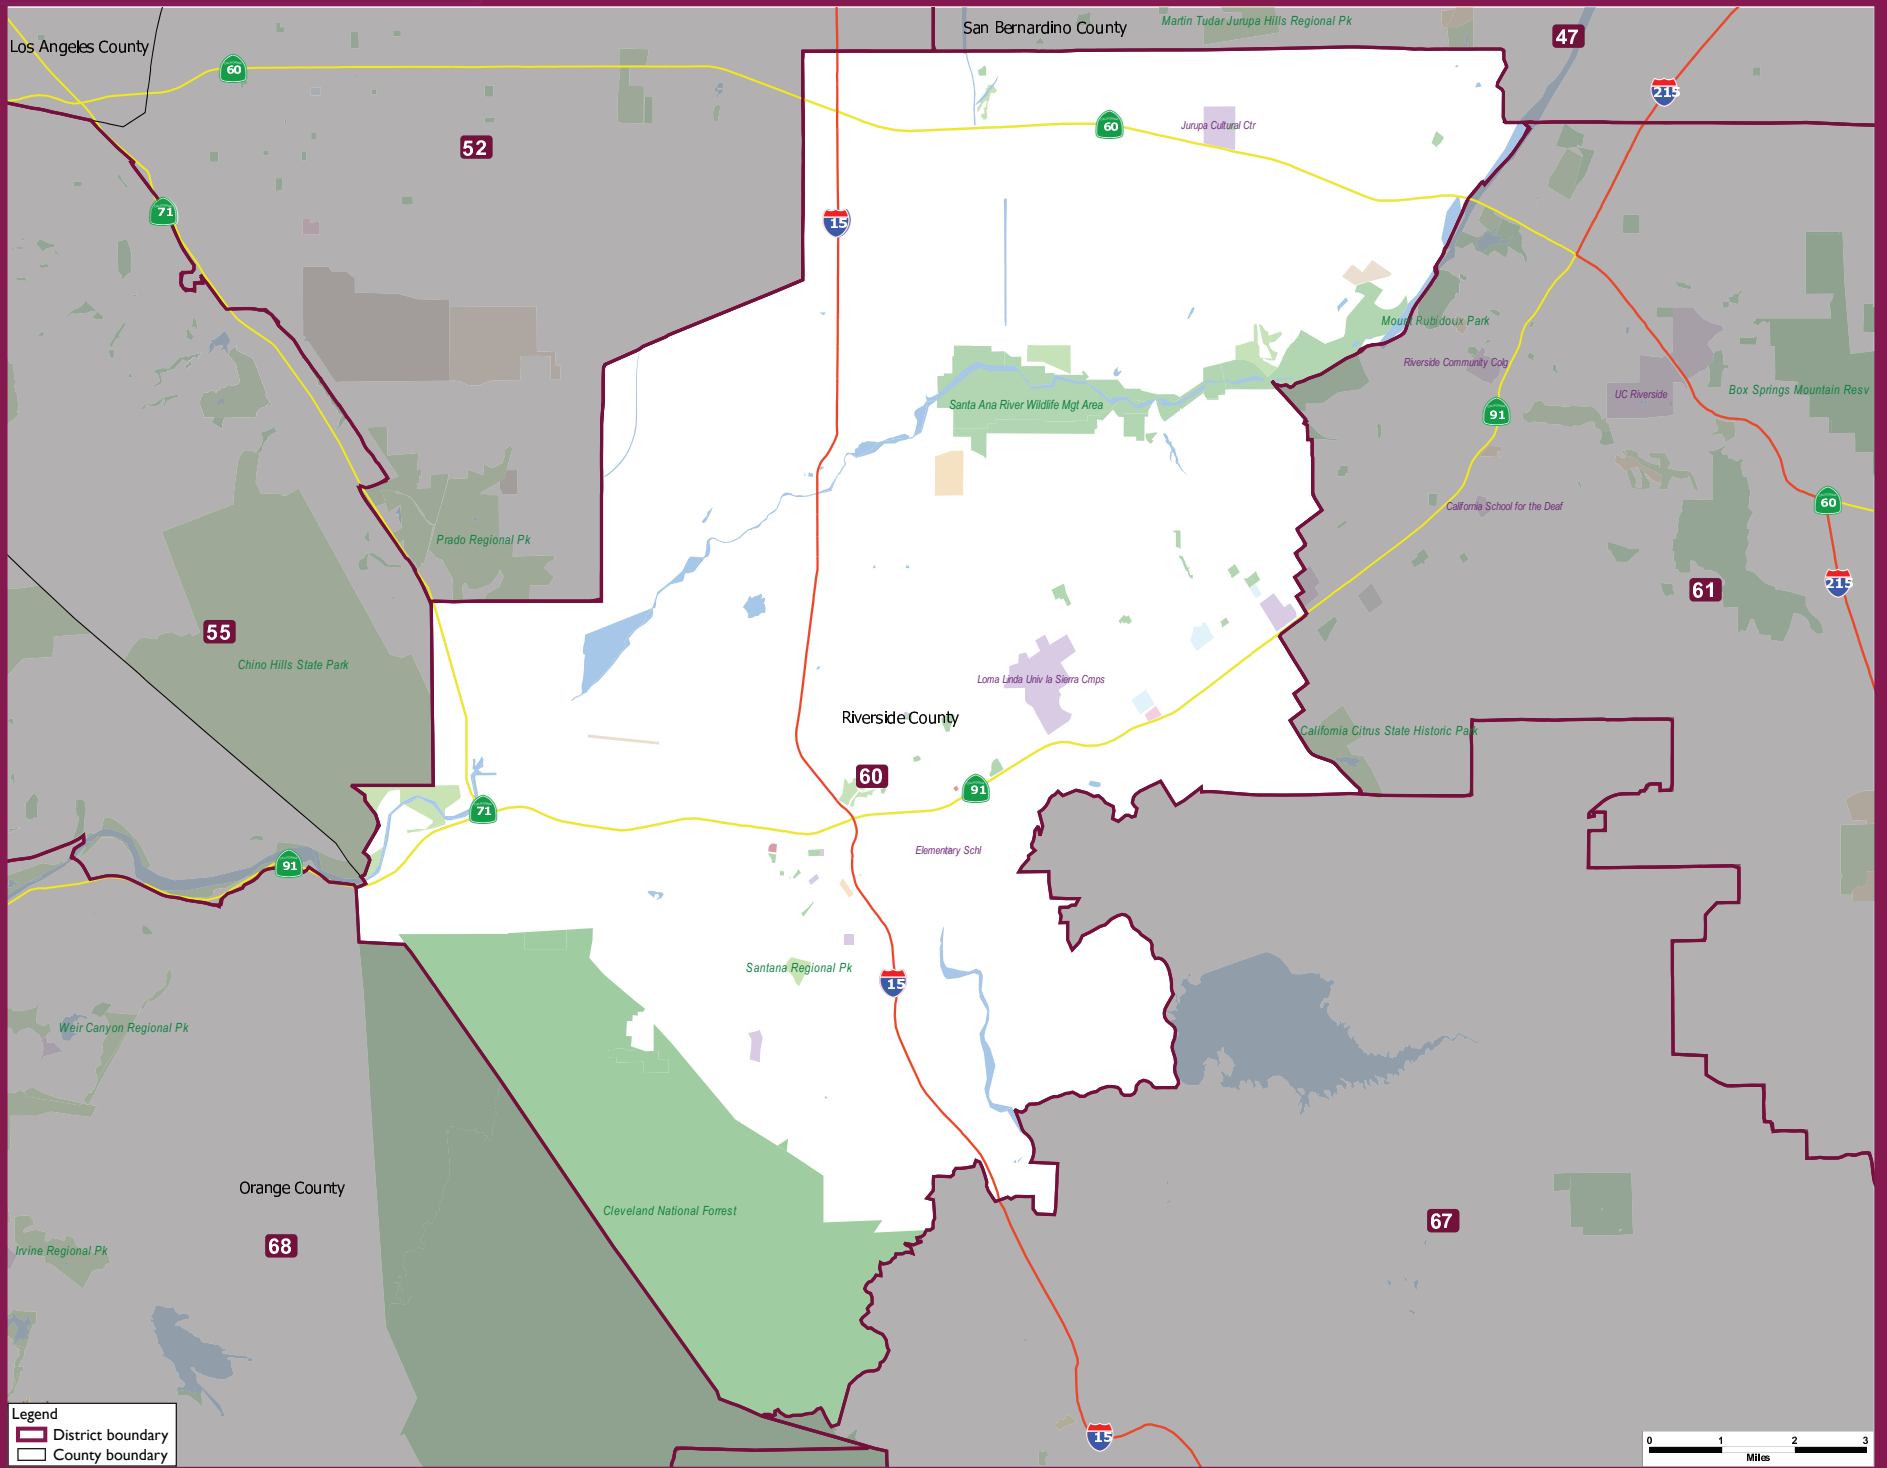 Los Angeles County
San Bernardino County
Martin Tudar Jurupa Hills Regional Pk
47
60
215
52
60
Jurupa Cultural Ctr
71
15
Mount Rubidoux Park
Riverside Community Colg
UC Riverside
Box Springs Mountain Resv
Santa Ana River Wildlife Mgt Area
91
California School for the Deaf
60
Prado Regional Pk
215
61
55
Chino Hills State Park
Loma Linda Univ la Sierra Cmps
Riverside County
California Citrus State Historic Park
60
91
71
Elementary Schl
91
Santana Regional Pk
15
Weir Canyon Regional Pk
Orange County
Cleveland National Forrest
67
68
Irvine Regional Pk
15
Legend
District boundary
County boundary
0 1 2 3
Miles